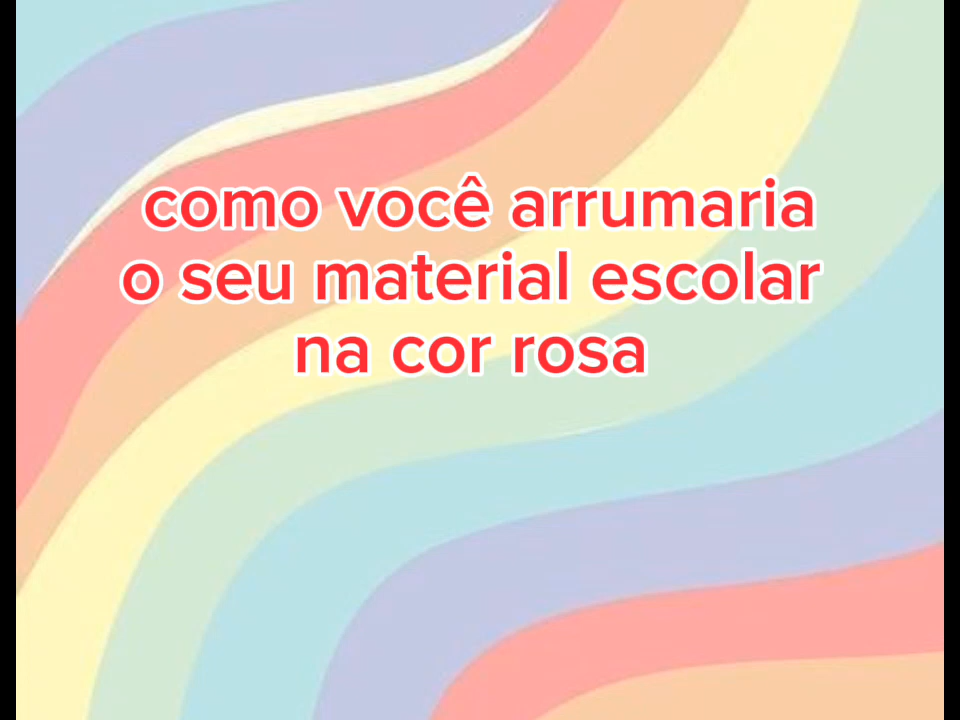 como você arrumaria
o seu material escolar
na cor rosa